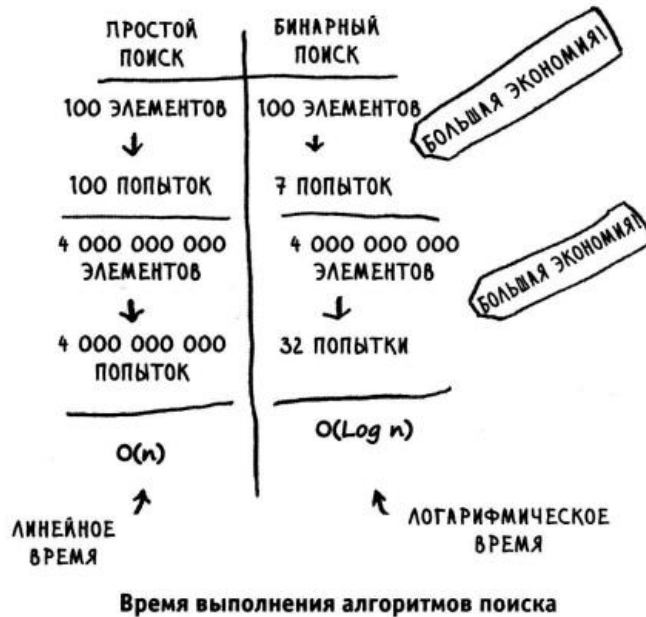 ПРОСТОЙ
ПОИСК
БИНАРНЫЙ
ПОИСК
100 ЭЛЕМЕНТОВ
100 ЭЛЕМЕНТОВ
БОЛЬШАЯ ЭКОНОМИЯ!
100 ПОПЫТОК
7 ПОПЫТОК
4 000 000 000
ЭЛЕМЕНТОВ
4 000 000 000
ЭЛЕМЕНТОВ
БОЛЬШАЯ ЭКОНОМИЯ!
4 000 000 000
ПОПЫТОК
32 ПОПЫТКИ
O(n)
O(Log n)
ЛИНЕЙНОЕ
ВРЕМЯ
ЛОГАРИФМИЧЕСКОЕ
ВРЕМЯ
Время выполнения алгоритмов поиска